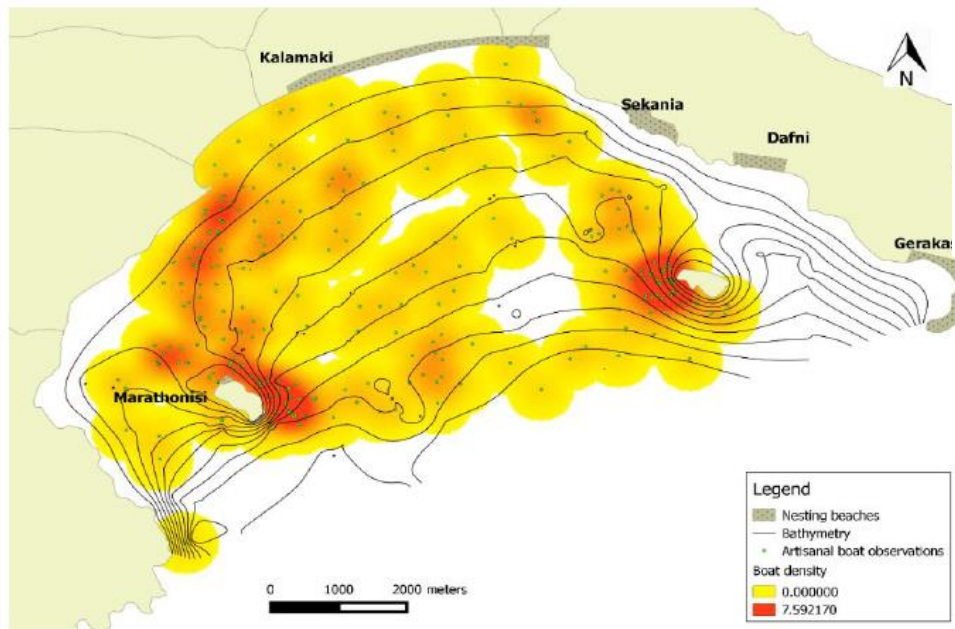 Kalamaki
N
Sekania
Dafni
Gerakas
Marathonisi
Legend
Nesting beaches
Bathymetry
Artisanal boat observations
Boat density
0.000000
7.592170
0 1000 2000 meters